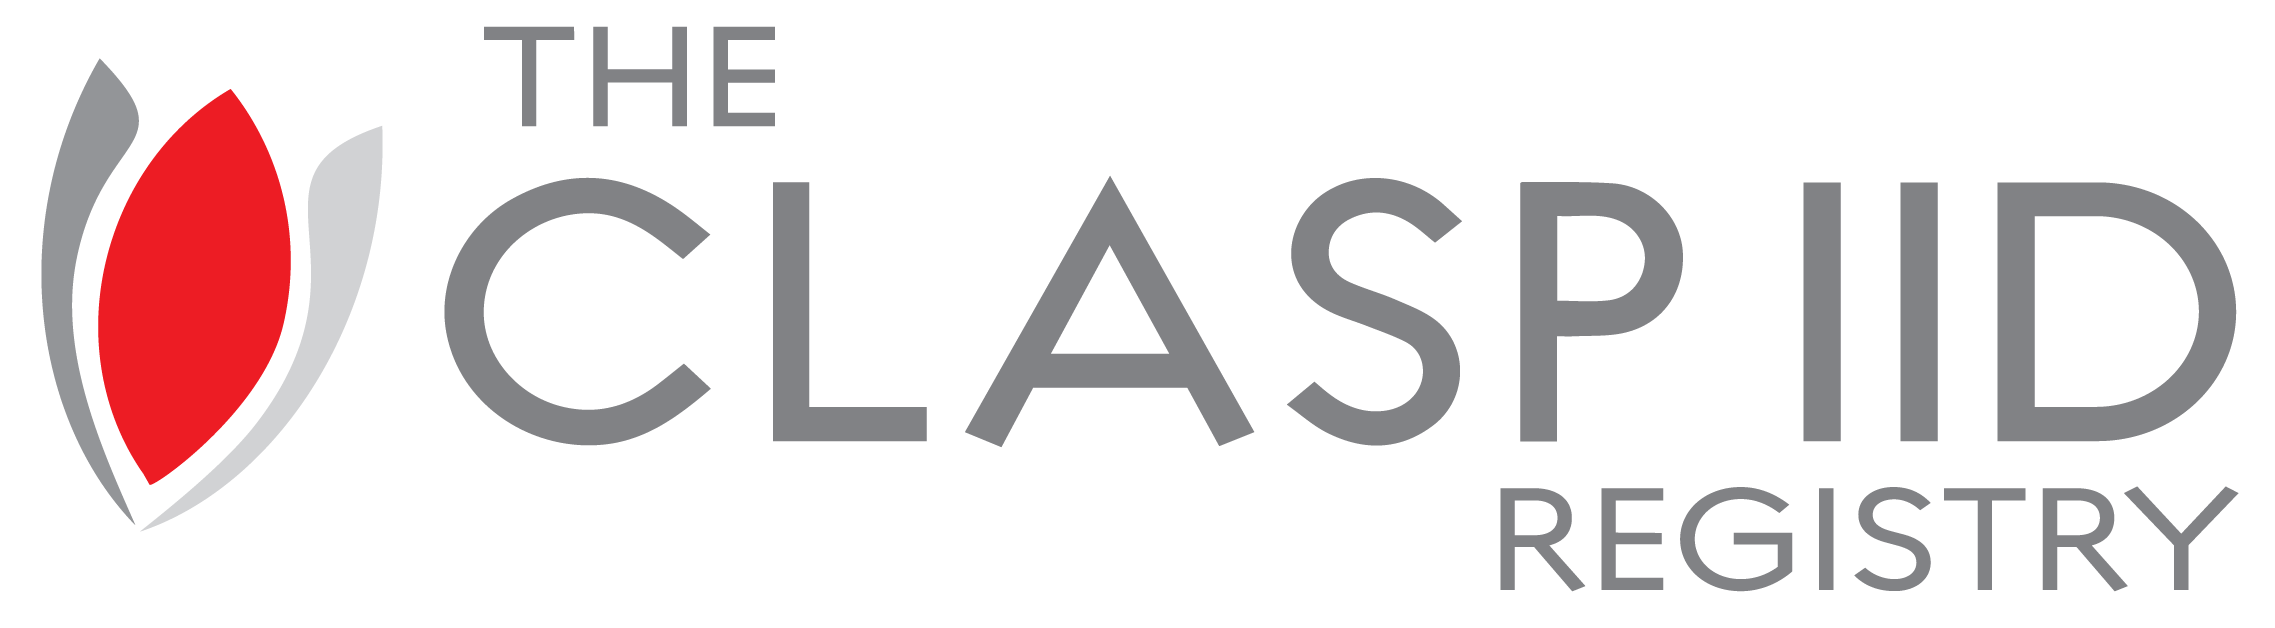 THE
CLASP IID
REGISTRY